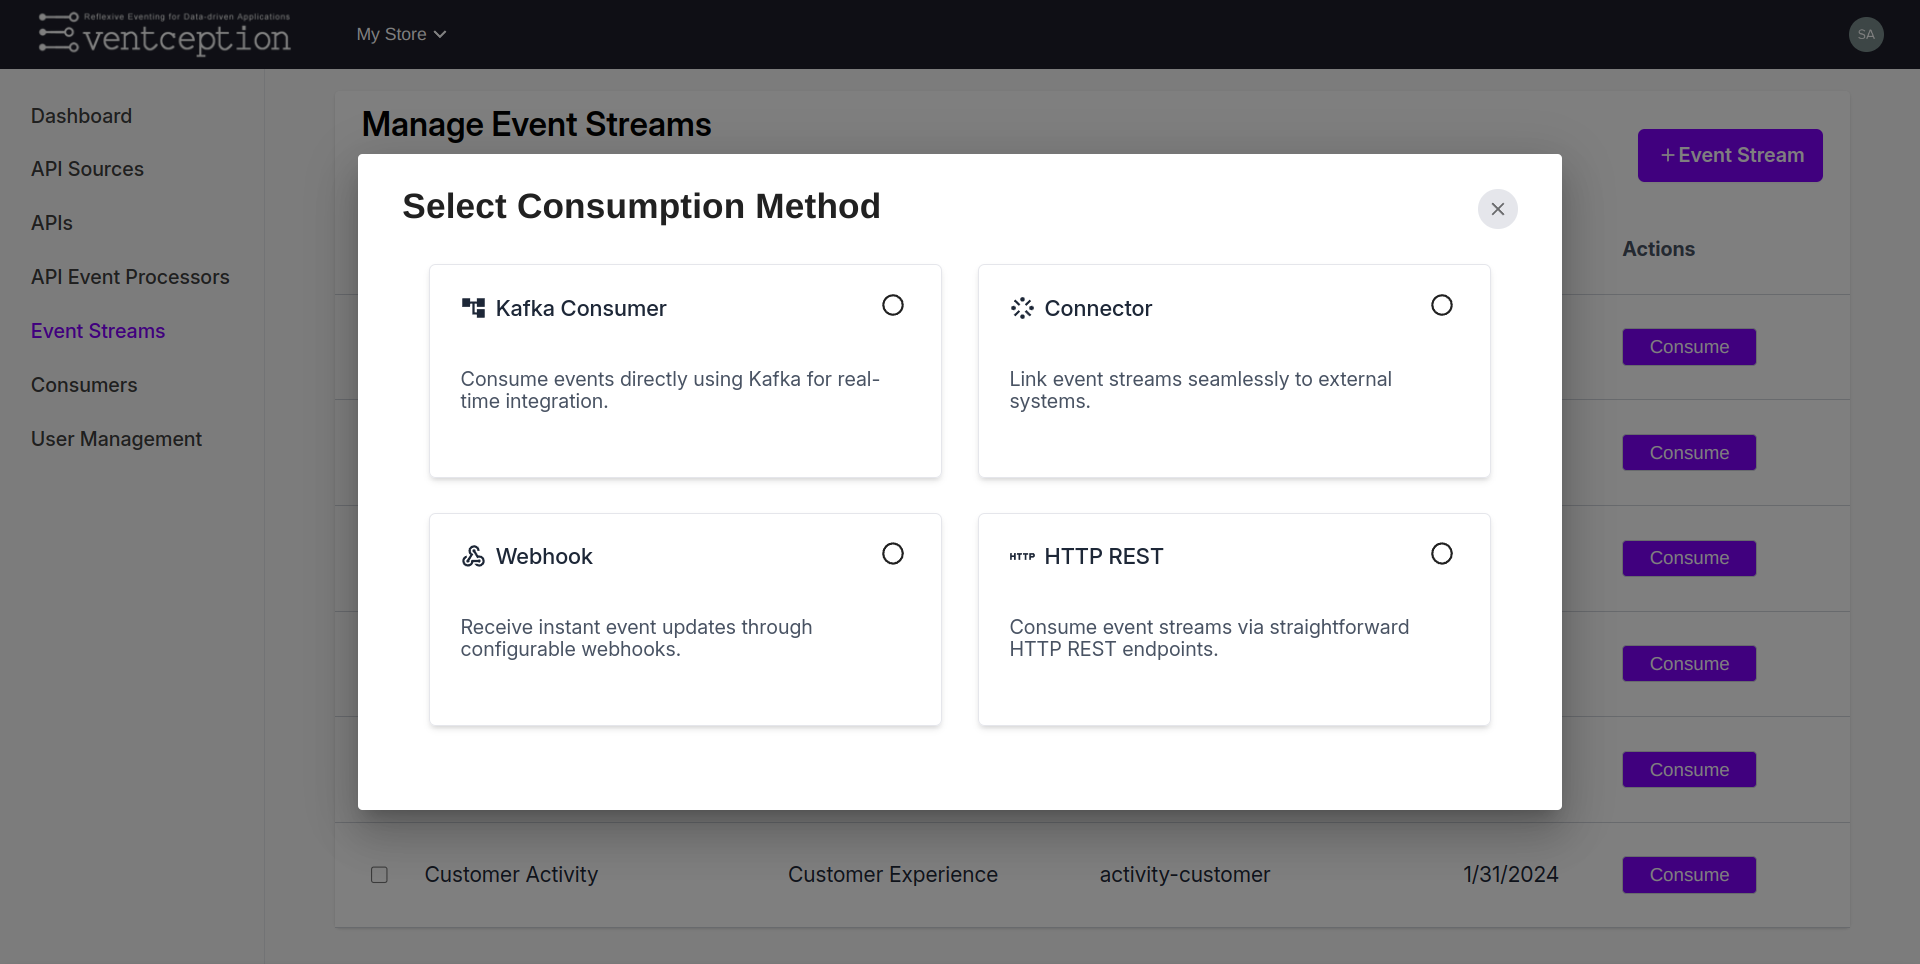 Reflexive Eventing for Data-driven Applications
ventception
My Store
SA
Dashboard
API Sources
APIs
API Event Processors
Event Streams
Consumers
User Management
Manage Event Streams
+ Event Stream
Actions
Select Consumption Method
Kafka Consumer
Consume events directly using Kafka for real-
time integration.
Connector
Link event streams seamlessly to external
systems.
Webhook
Receive instant event updates through
configurable webhooks.
HTTP HTTP REST
Consume event streams via straightforward
HTTP REST endpoints.
Consume
Consume
Consume
Consume
Consume
Customer Activity Customer Experience activity-customer 1/31/2024 Consume